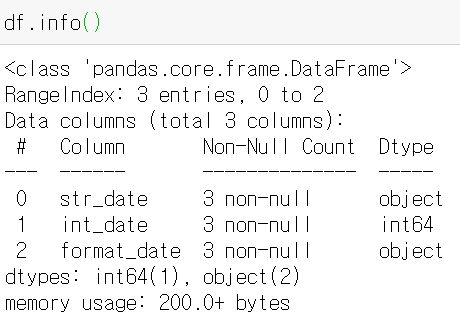 df.info()
<class 'pandas.core.frame.DataFrame'>
RangeIndex: 3 entries, 0 to 2
Data columns (total 3 columns):
 #   Column       Non-Null Count  Dtype
---  ------       --------------  -----
 0   str_date     3 non-null      object
 1   int_date     3 non-null      int64
 2   format_date  3 non-null      object
dtypes: int64(1), object(2)
memory usage: 200.0+ bytes